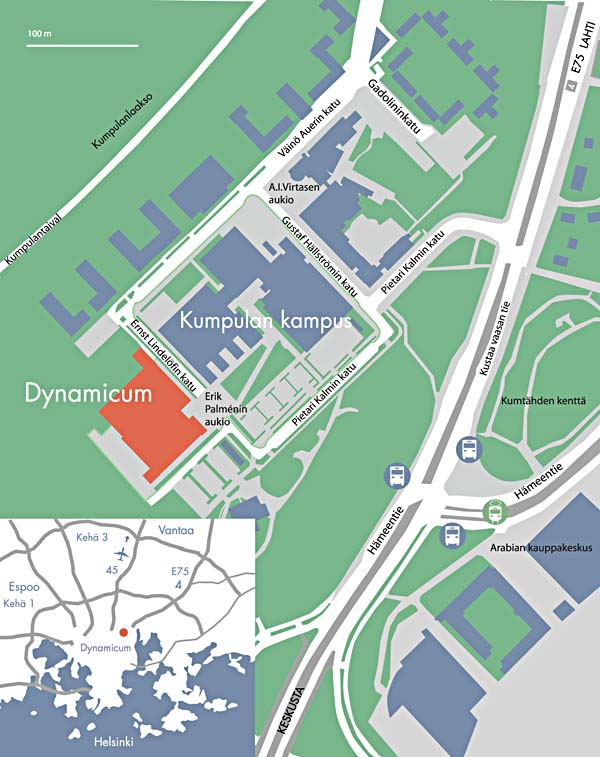 100 m
E75 LAHTI
4
Kumpulanlaakso
Kumpulantaival
Väinö Auerin katu
Gadolininkatu
A.I.Virtasen
aukio
Gustaf Hällströmin katu
Pietari Kalmin katu
Kumpulan kampus
Ernst Lindelöfin katu
Dynamicum
Erik
Palménin
aukio
Pietari Kalmin katu
Kustaa vaasan tie
Kumtähden kenttä
Hämeentie
Hämeentie
Arabian kauppakeskus
KESKUSTA
Kehä 3
Vantaa
45
E75
4
Espoo
Kehä 1
Dynamicum
Helsinki